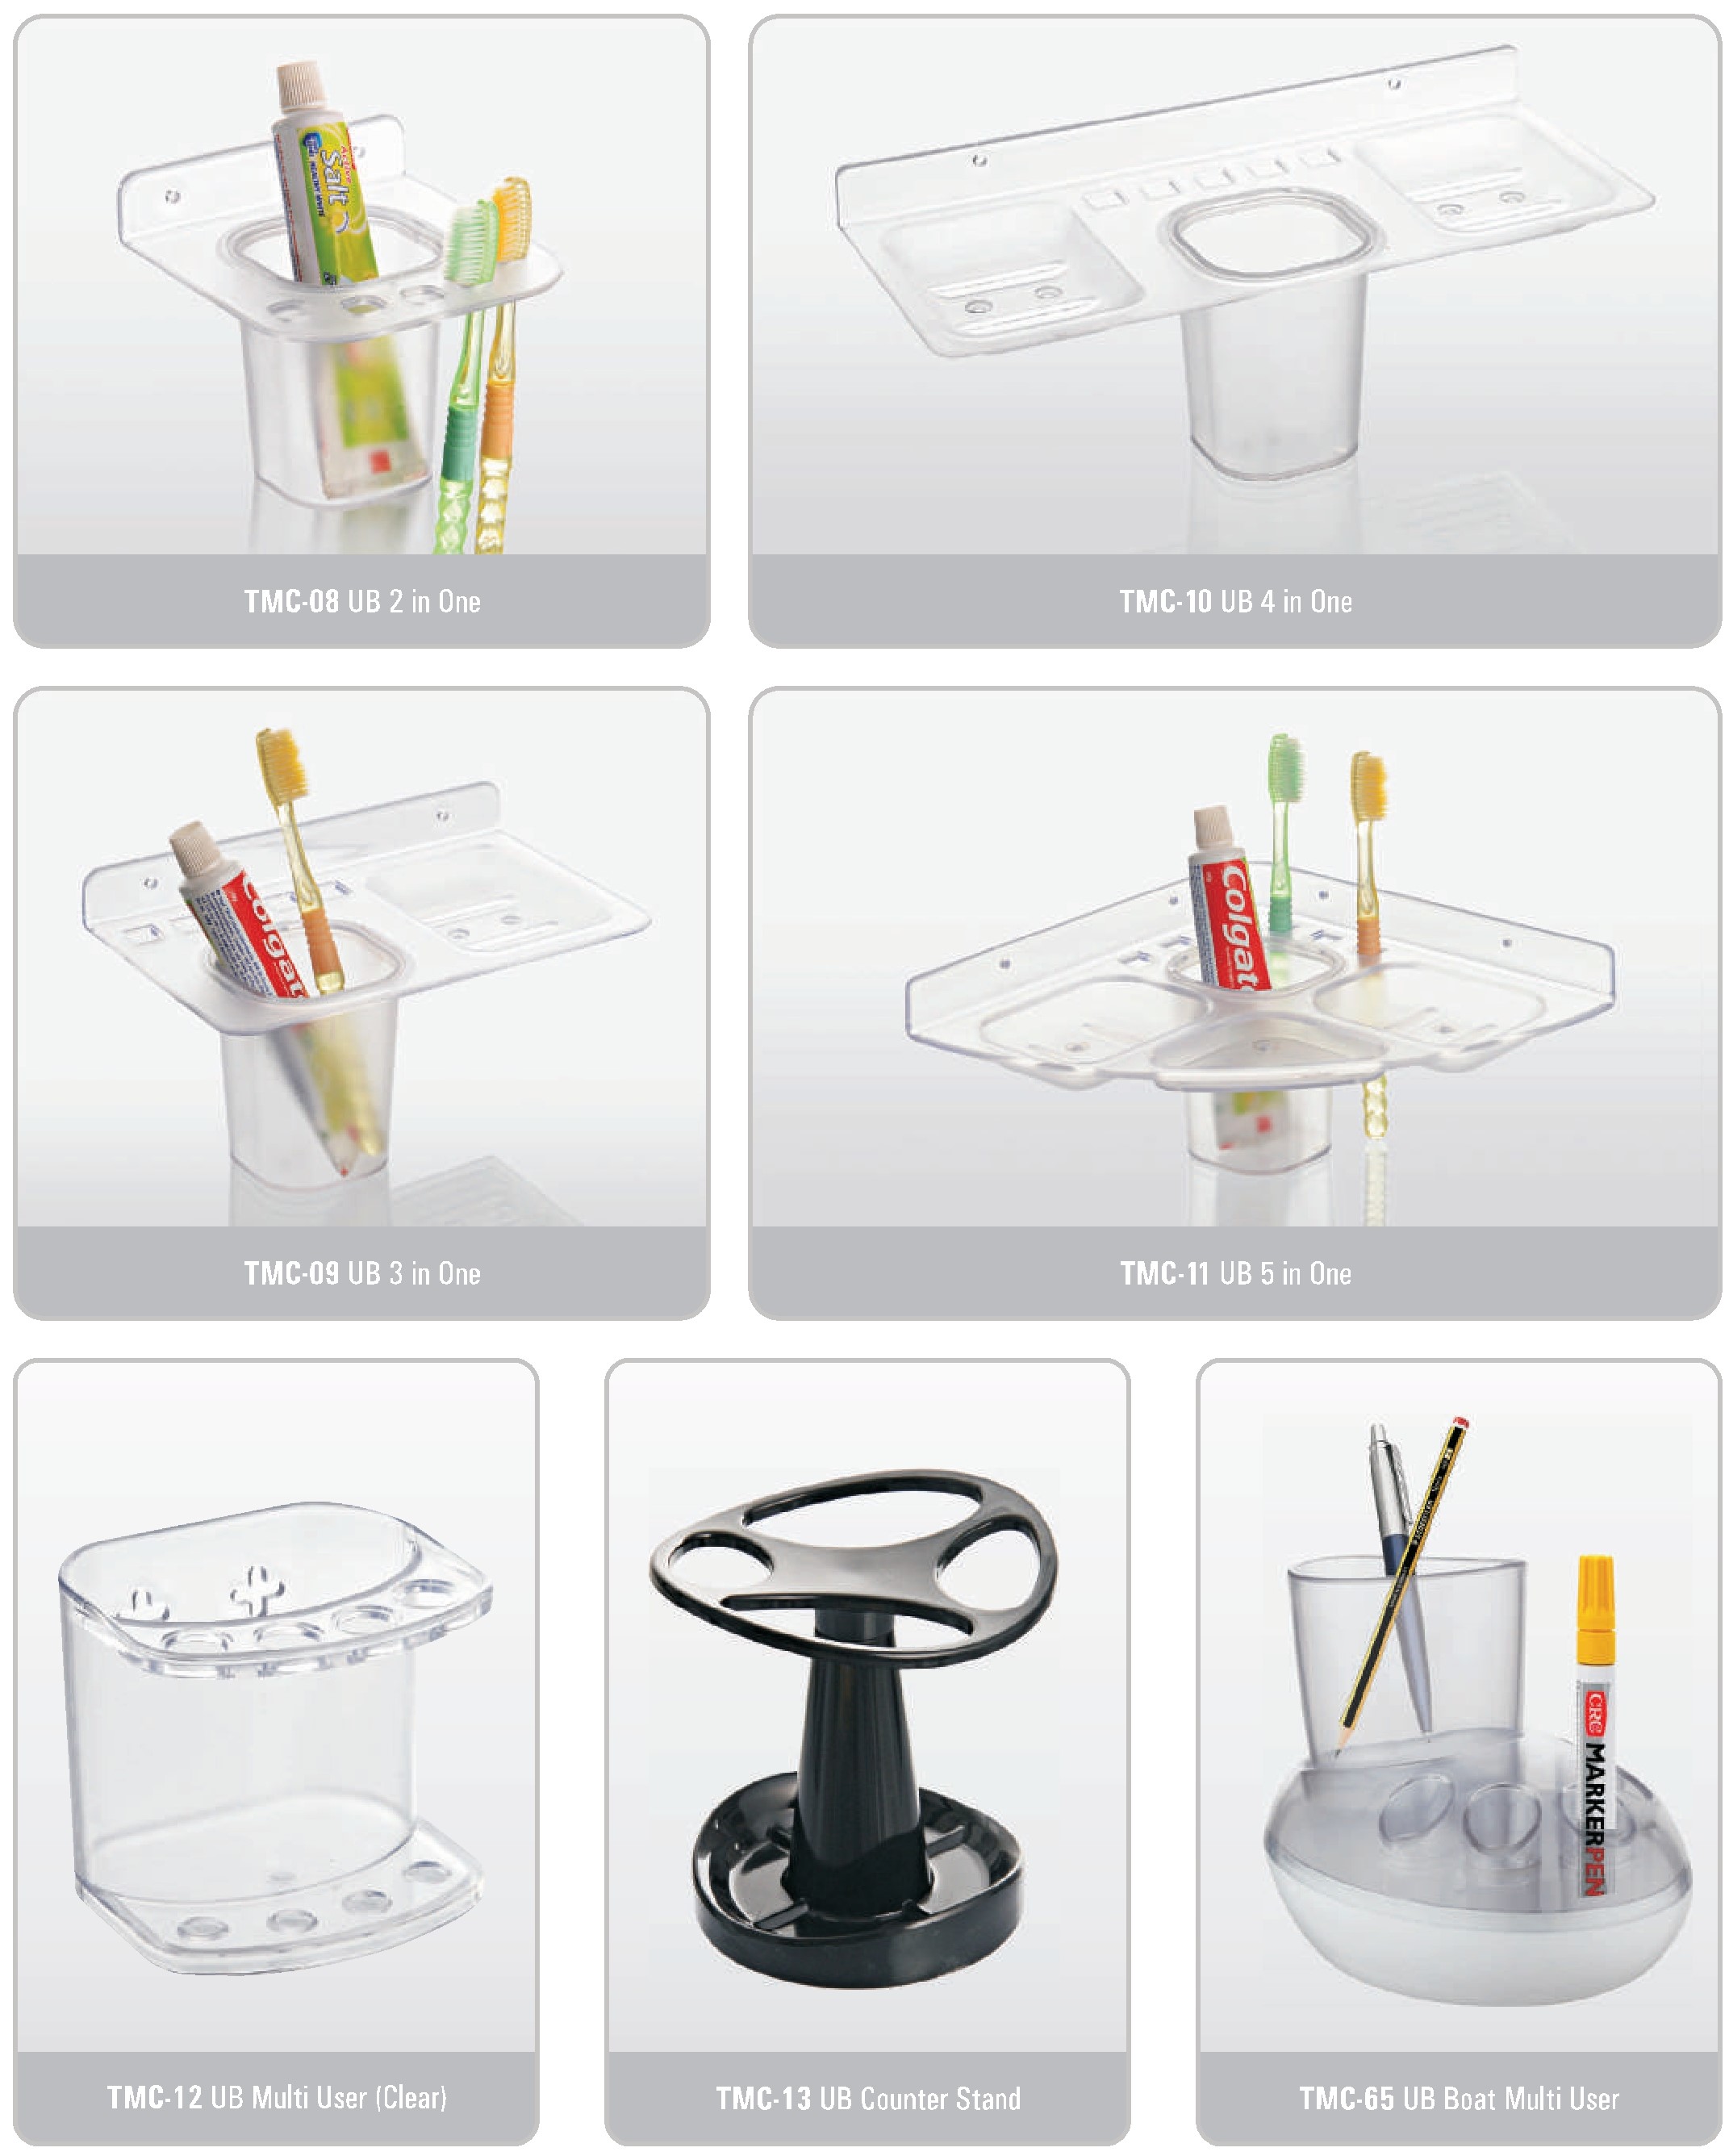 ACTIVE
Salt
TMC-08 UB 2 in One
TMC-10 UB 4 in One
Colgat
TMC-09 UB 3 in One
Colgat
TMC-11 UB 5 in One
CRC MARKERPEN
TMC-12 UB Multi User (Clear)
TMC-13 UB Counter Stand
TMC-65 UB Boat Multi User